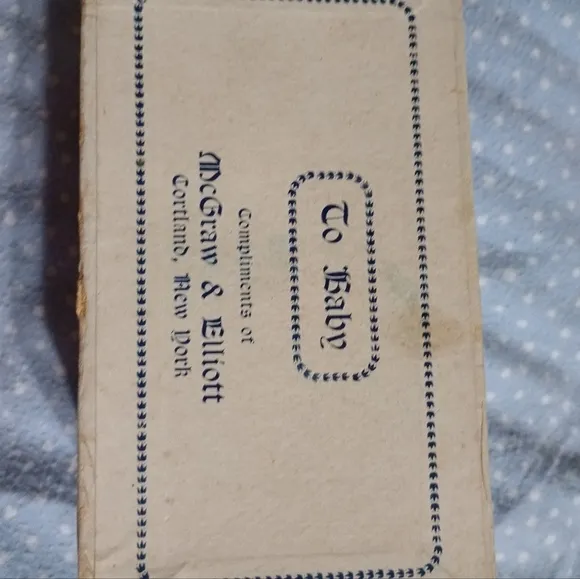 To Baby
Compliments of
McGraw & Elliott
Cortland, New York